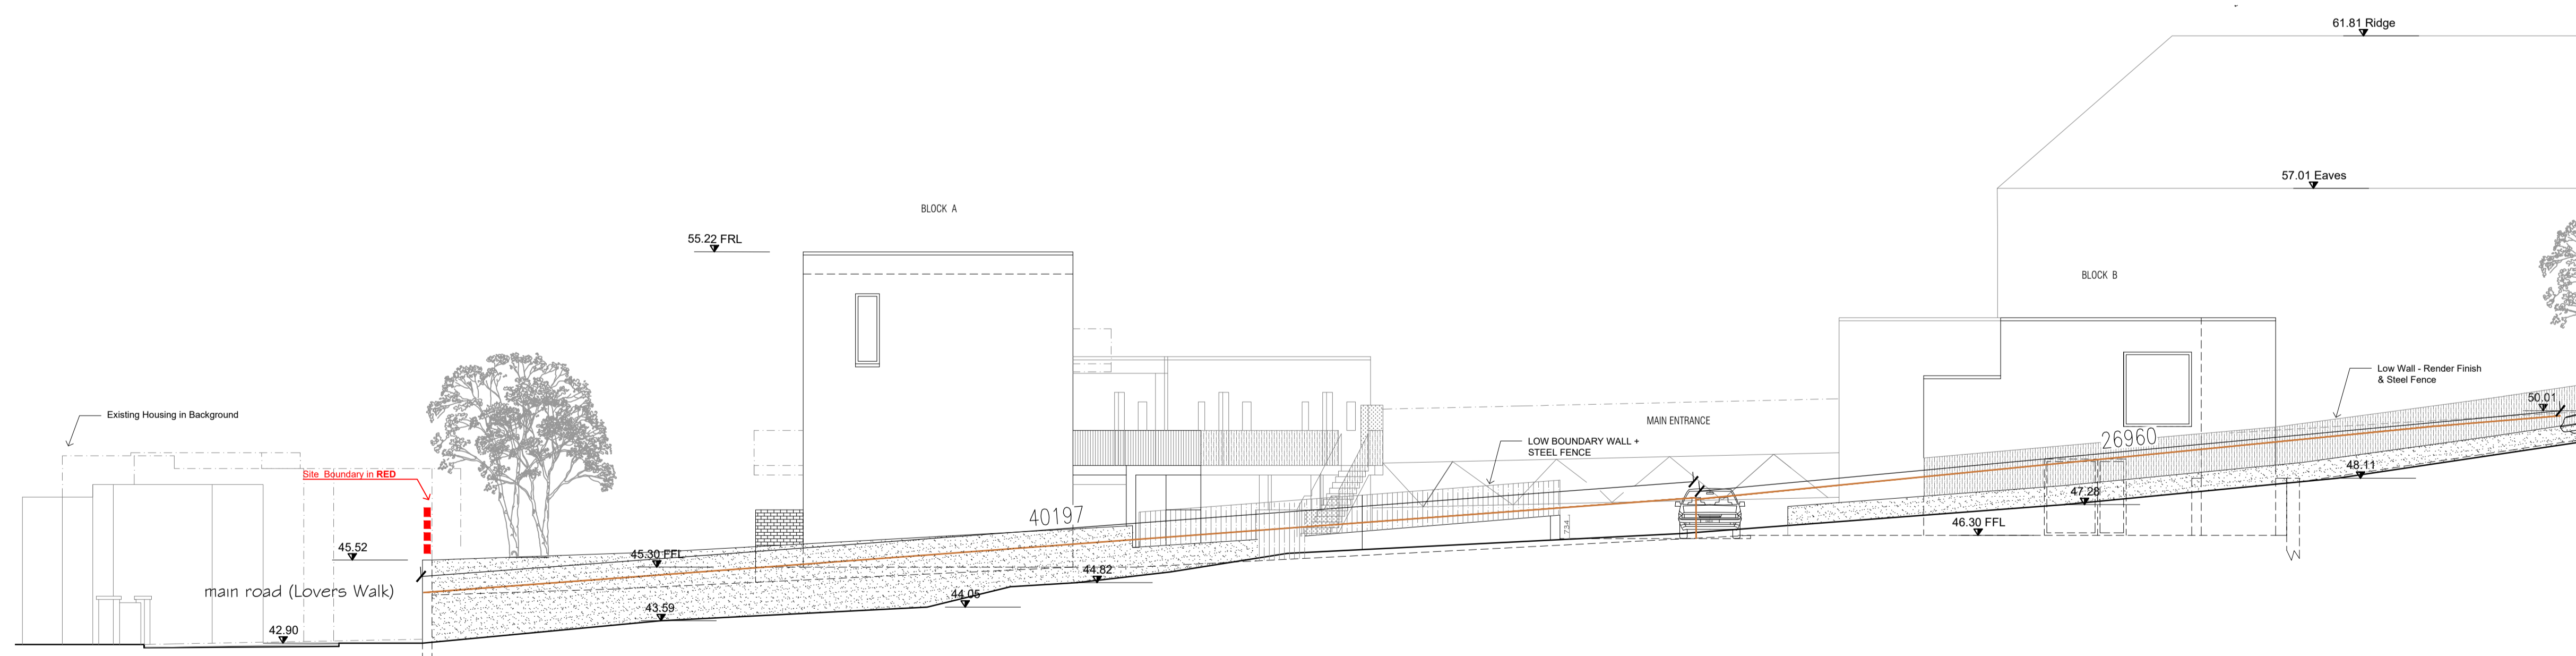 61.81 Ridge
57.01 Eaves
BLOCK A
55.22 FRL
BLOCK B
Low Wall - Render Finish
& Steel Fence
50.01
Existing Housing in Background
MAIN ENTRANCE
LOW BOUNDARY WALL +
STEEL FENCE
26960
Site Boundary in RED
48.11
47.28
40197
46.30 FFL
734
45.52
45.30 FFL
44.82
main road (Lovers Walk)
44.05
43.59
42.90